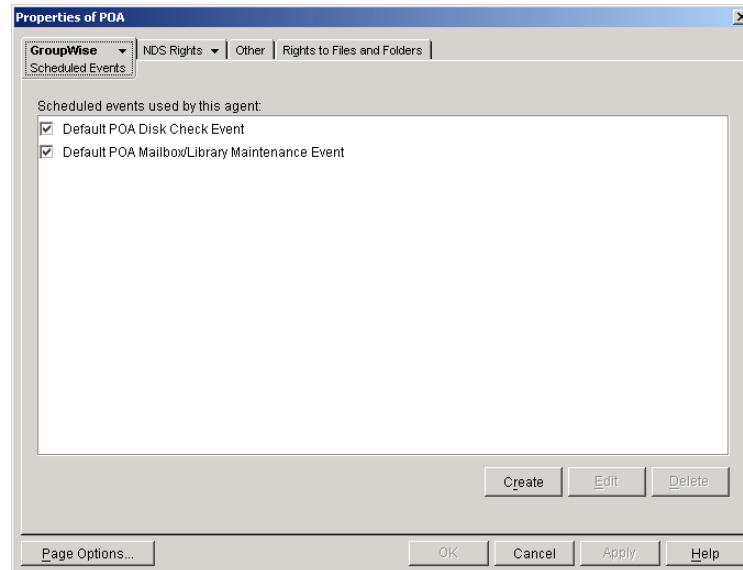 Properties of POA
GroupWise NDS Rights Other Rights to Files and Folders
Scheduled Events
Scheduled events used by this agent:
Default POA Disk Check Event
Default POA Mailbox/Library Maintenance Event
Create Edit Delete
Page Options... OK Cancel Apply Help